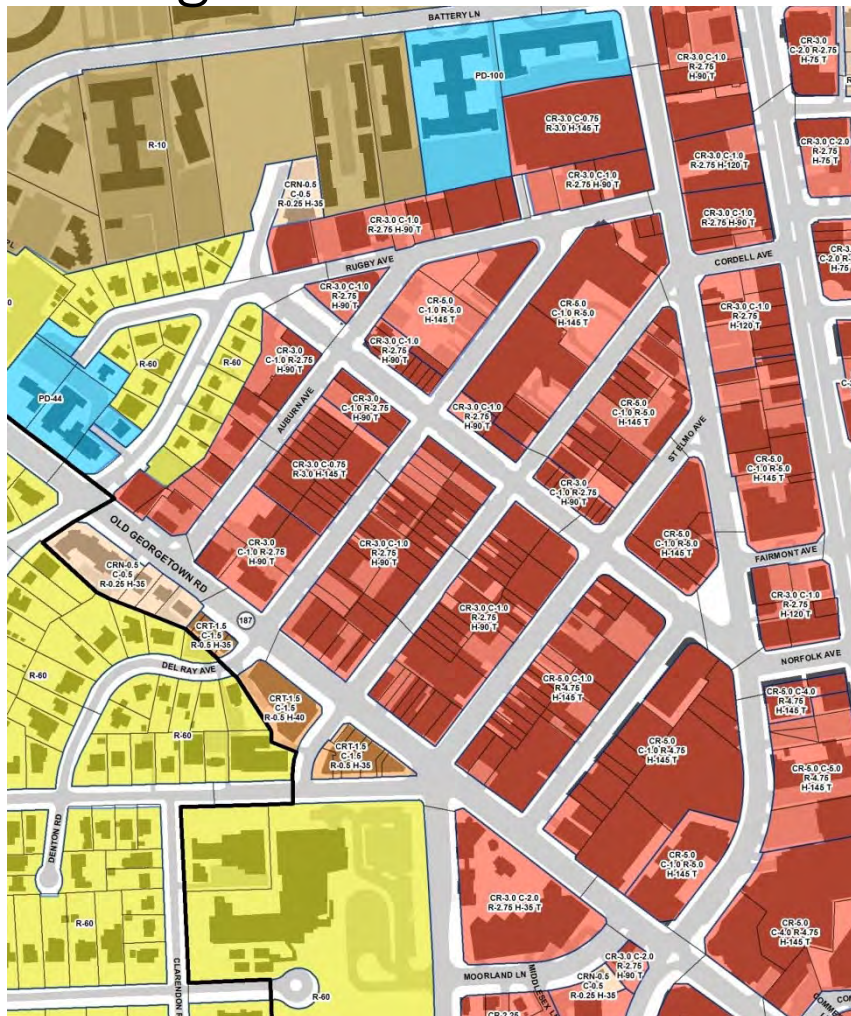 BATTERY LN
CR-3.0
C-1.0
R-2.75
H-90 T
CR-3.0
C-2.0 R-2.75
H-75 T
PD-100
CR-3.0 C-0.75
R-3.0 H-145 T
R-10
CR-3.0 C-1.0
R-2.75 H-120 T
CR-3.0 C-2.0
R-2.75
H-75 T
CRN-0.5
C-0.5
R-0.25 H-35
CR-3.0 C-1.0
R-2.75 H-90 T
CR-3.0 C-1.0
R-2.75 H-90 T
CR-3.0 C-1.0
R-2.75 H-90 T
RUGBY AVE
CORDELL AVE
H-75
CR-3.0 C-1.0
R-2.75
H-90 T
CR-5.0
C-1.0 R-5.0
H-145 T
CR-5.0
C-1.0 R-5.0
H-145 T
CR-3.0 C-1.0
R-2.75
H-120 T
R-60
R-60
CR-3.0
C-1.0 R-2.75
H-90 T
CR-3.0 C-1.0
R-2.75
H-90 T
PD-44
AUBURN AVE
CR-3.0
C-1.0 R-2.75
H-90 T
CR-3.0 C-1.0
R-2.75
H-90 T
CR-5.0
C-1.0 R-5.0
H-145 T
ST ELMO AVE
CR-3.0 C-0.75
R-3.0 H-145 T
CR-3.0
C-1.0 R-2.75
H-90 T
CR-5.0
C-1.0 R-5.0
H-145 T
OLD GEORGETOWN RD
CR-3.0
C-1.0 R-2.75
H-90 T
CR-3.0 C-1.0
R-2.75
H-90 T
CR-5.0
C-1.0 R-5.0
H-145 T
FAIRMONT AVE
CRN-0.5
C-0.5
R-0.25 H-35
CR-3.0 C-1.0
R-2.75
H-90 T
CR-3.0 C-1.0
R-2.75
H-120 T
187
CRT-1.5
C-1.5
R-0.5 H-35
NORFOLK AVE
R-60
DEL RAY AVE
CRT-1.5
C-1.5
R-0.5 H-40
CR-5.0 C-1.0
R-4.75
H-145 T
CR-5.0 C-4.0
R-4.75
H-145 T
R-60
CRT-1.5
C-1.5
R-0.5 H-35
CR-5.0
C-1.0 R-4.75
H-145 T
CR-5.0 C-5.0
R-4.75
H-145 T
DENTON RD
CR-5.0
C-1.0 R-5.0
H-145 T
CR-3.0 C-2.0
R-2.75 H-35 T
R-60
CR-5.0
C-4.0 R-4.75
H-145 T
CLARENDON
MOORLAND LN
CR-3.0 C-2.0
R-2.75
H-90 T
CRN-0.5
C-0.5
R-0.25 H-35
R-60
CR-2.25